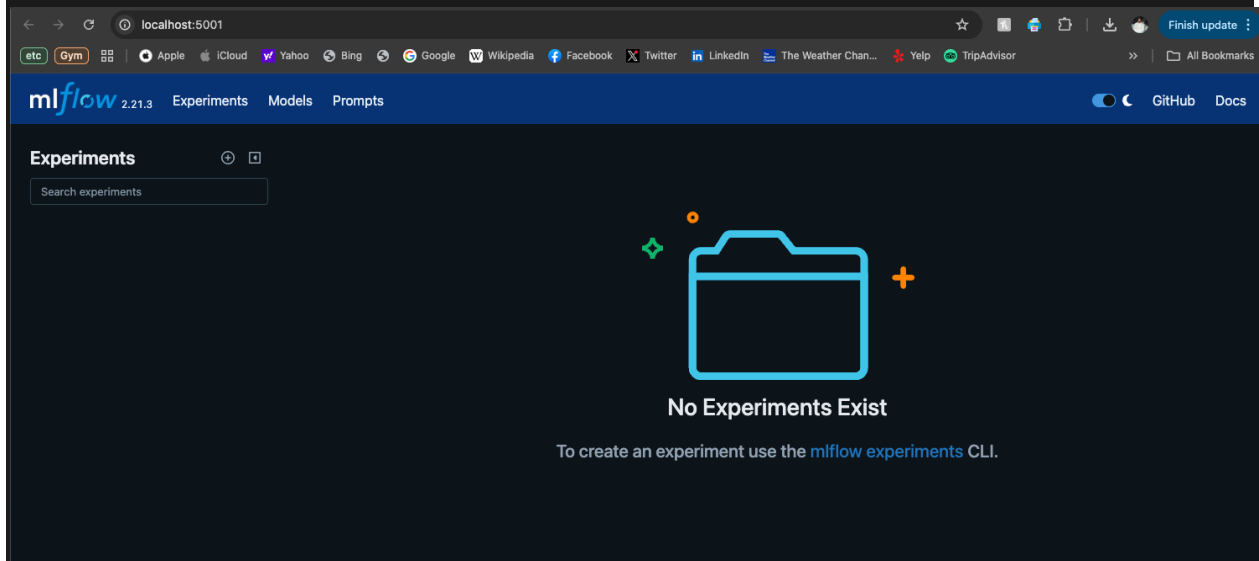 localhost:5001
Finish update
etc Gym Apple iCloud Yahoo Bing Google Wikipedia Facebook Twitter LinkedIn The Weather Chan... Yelp TripAdvisor » All Bookmarks
mlflow 2.21.3 Experiments Models Prompts GitHub Docs
Experiments
Search experiments
No Experiments Exist
To create an experiment use the mlflow experiments CLI.